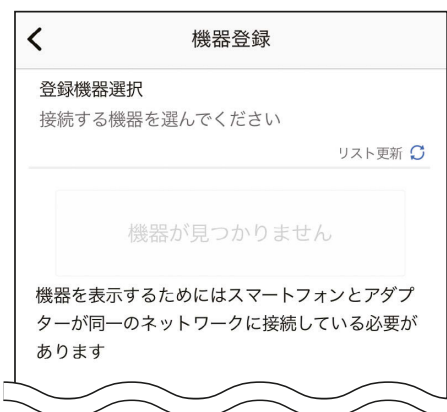 機器登録
登録機器選択
接続する機器を選んでください
リスト更新
機器が見つかりません
機器を表示するためにはスマートフォンとアダプ
ターが同一のネットワークに接続している必要が
あります